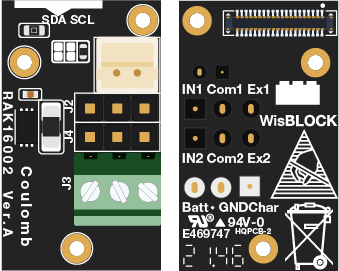 SDA SCL
J2
J4
J3
RAK16002 Ver.A
Coulomb
IN1 Com1 Ex1
WisBLOCK
IN2 Com2 Ex2
Batt+ GNDChar
94V-0
E469747 HQPCB-2
21.46